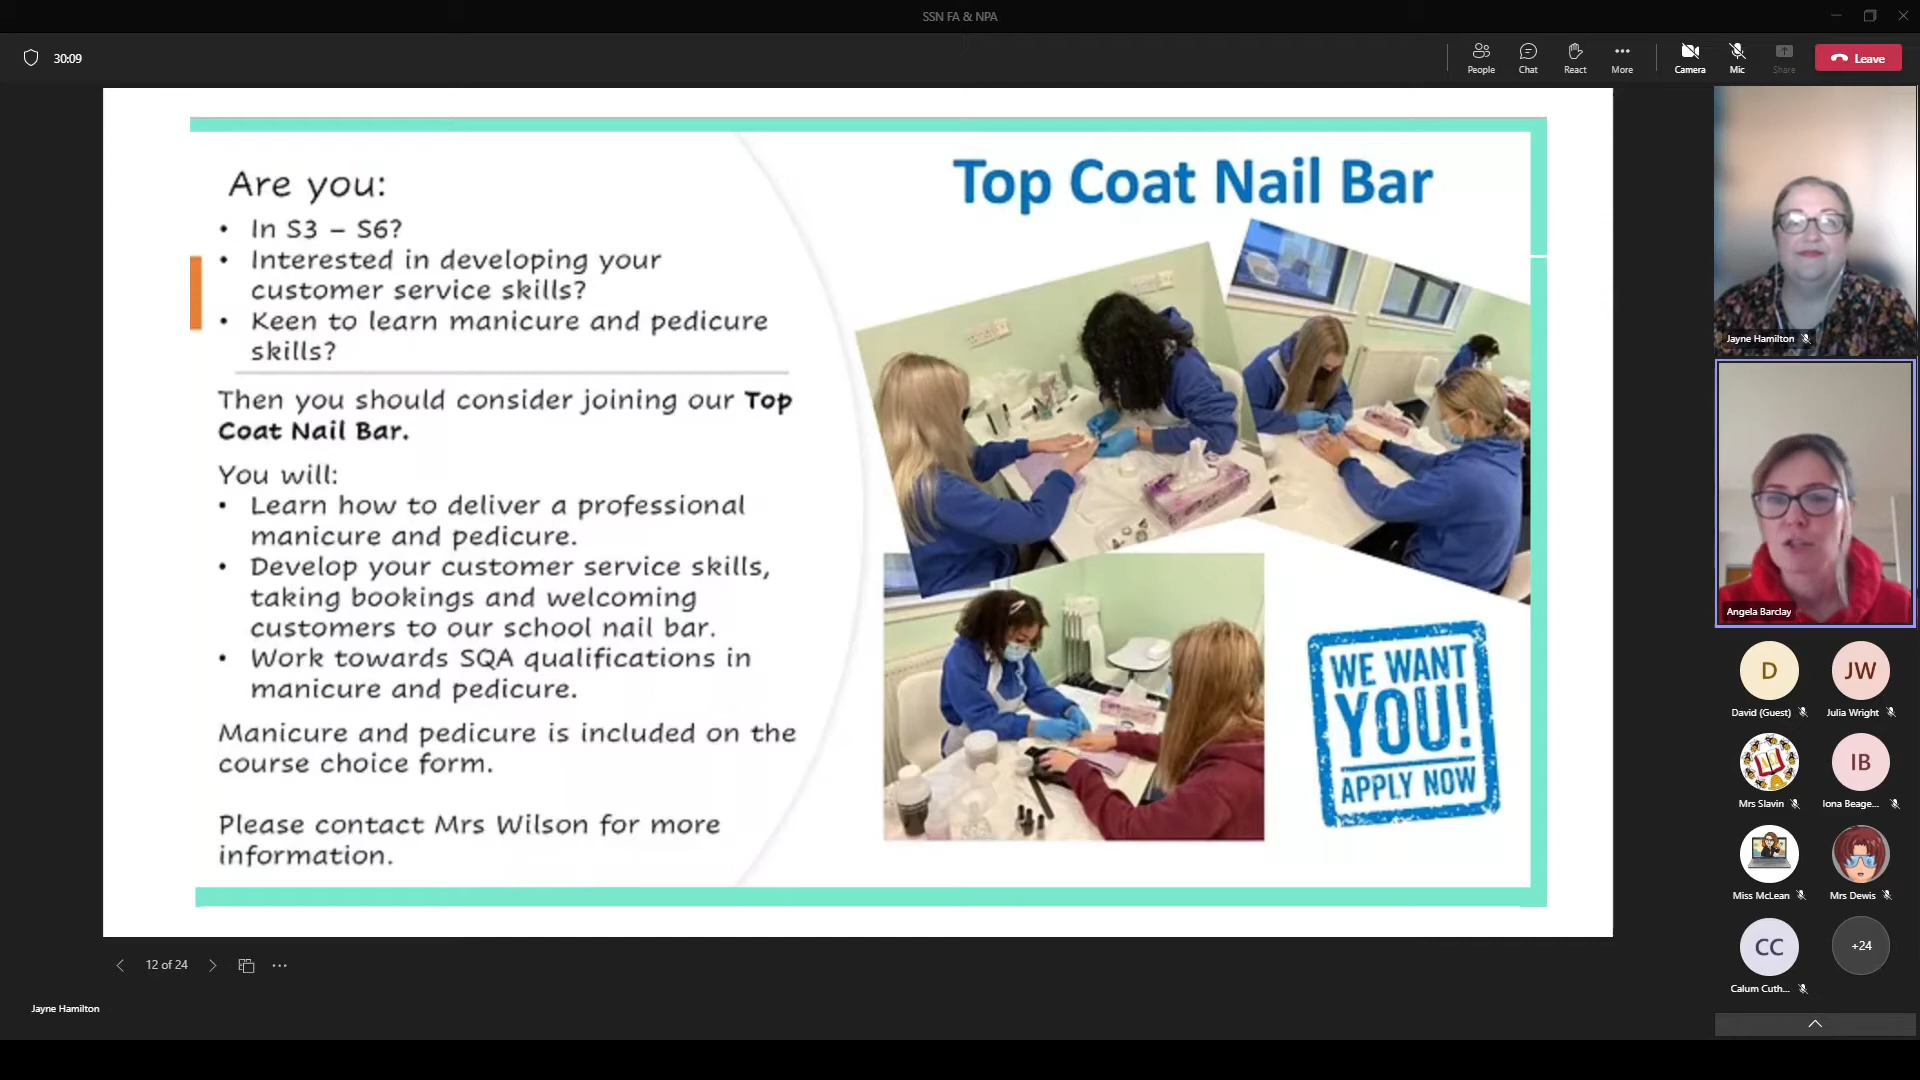 SSN FA & NPA
30:09
People
Chat
React
More
Camera
Mic
Share
Leave
Are you:
• In S3 – S6?
• Interested in developing your
customer service skills?
• Keen to learn manicure and pedicure
skills?
Then you should consider joining our Top
Coat Nail Bar.
You will:
• Learn how to deliver a professional
manicure and pedicure.
• Develop your customer service skills,
taking bookings and welcoming
customers to our school nail bar.
• Work towards SQA qualifications in
manicure and pedicure.
Manicure and pedicure is included on the
course choice form.
Please contact Mrs Wilson for more
information.
Top Coat Nail Bar
WE WANT
YOU!
APPLY NOW
Jayne Hamilton
Angela Barclay
D
JW
David (Guest)
Julia Wright
IB
Mrs Slavin
Iona Beage...
Miss McLean
Mrs Dewis
CC
+24
Calum Cuth...
12 of 24
Jayne Hamilton